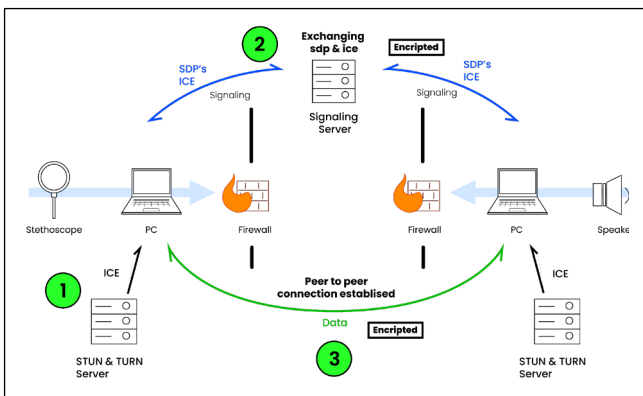 2
Exchanging
sdp & ice
Encripted
SDP's
ICE
Signaling
Signaling
Server
SDP's
ICE
Signaling
Stethoscope
PC
Firewall
Firewall
PC
Speake
1
ICE
STUN & TURN
Server
Peer to peer
connection establised
Data
Encripted
3
ICE
STUN & TURN
Server